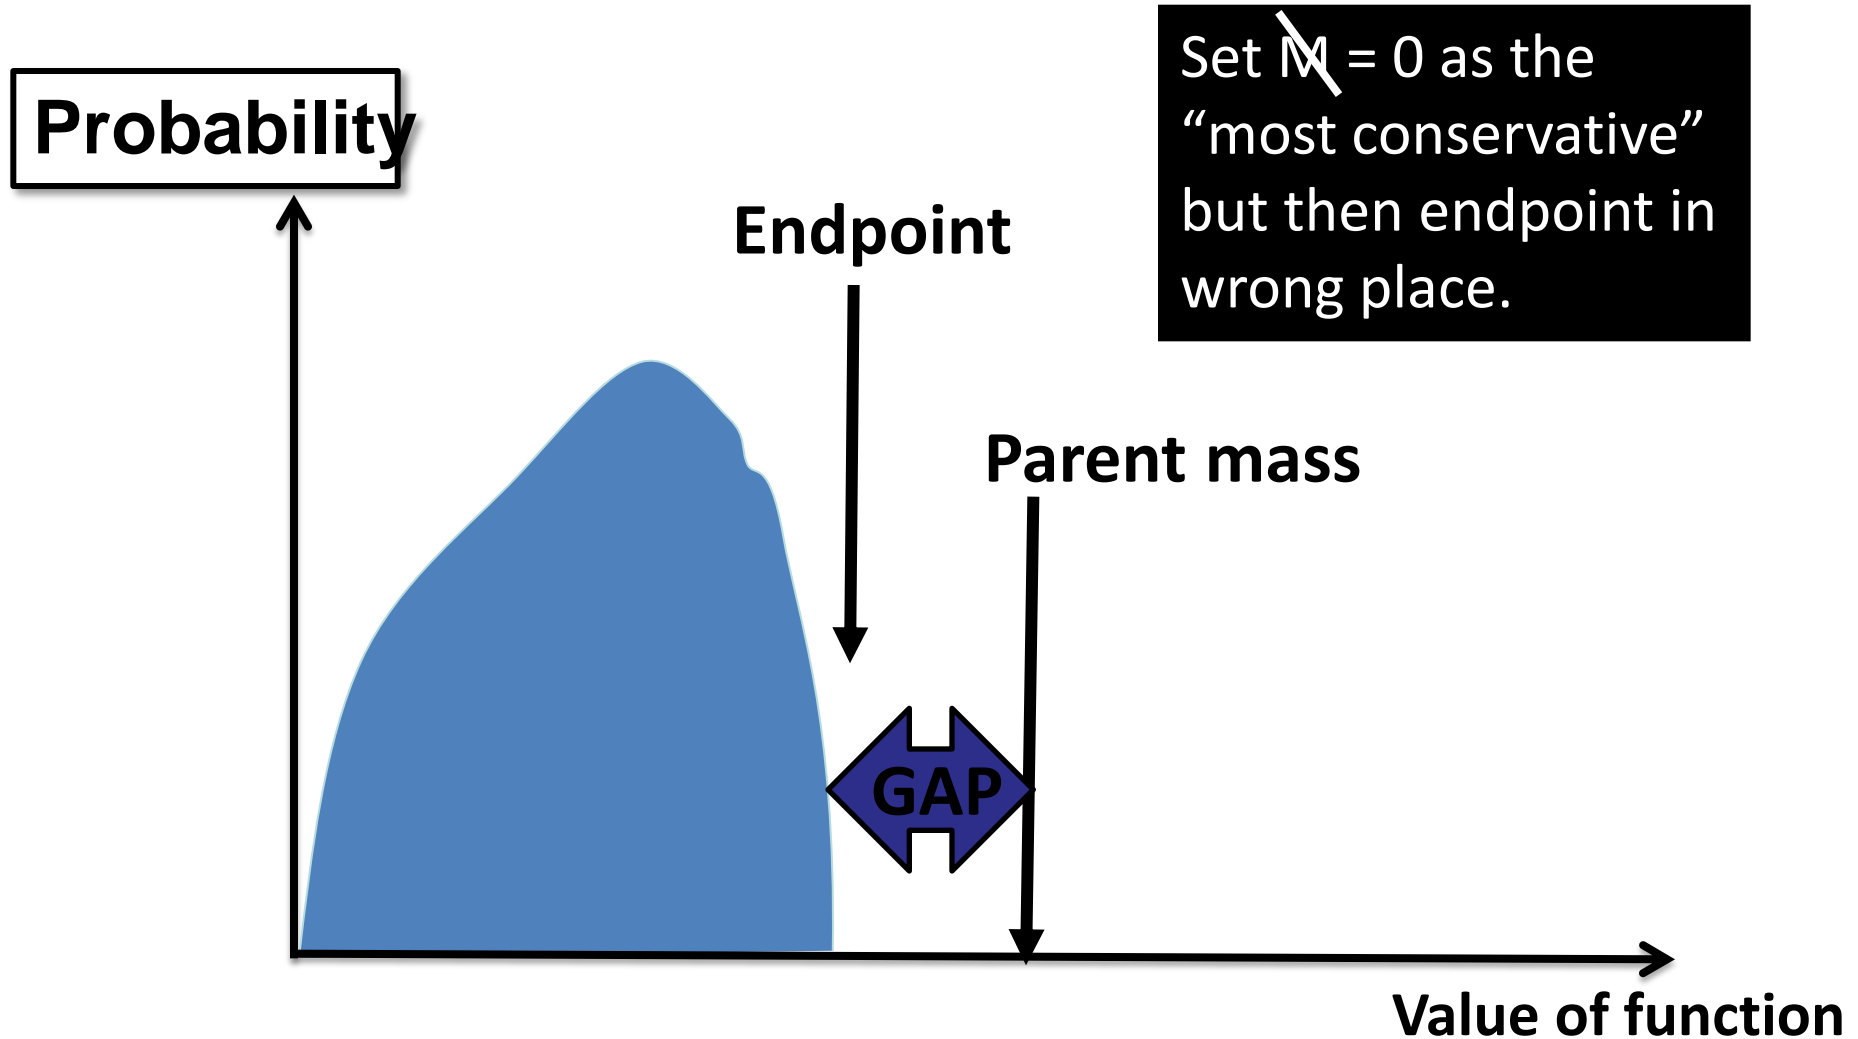 Set M̸ = 0 as the
“most conservative”
but then endpoint in
wrong place.
Probability
Endpoint
Parent mass
GAP
Value of function